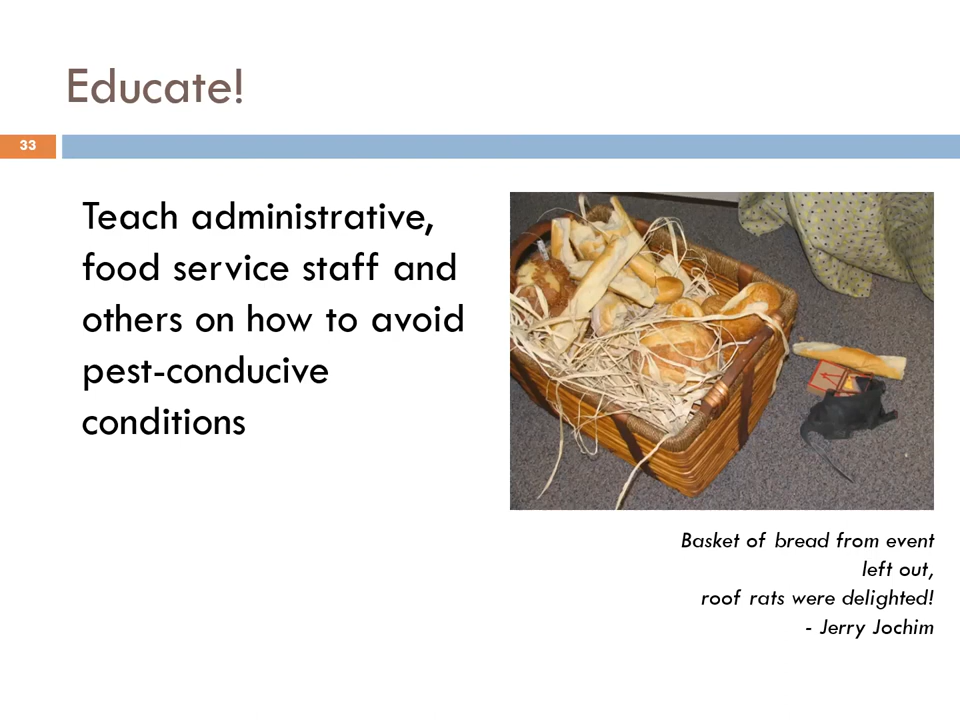 Educate!
33
Teach administrative,
food service staff and
others on how to avoid
pest-conducive
conditions
Basket of bread from event
left out,
roof rats were delighted!
- Jerry Jochim